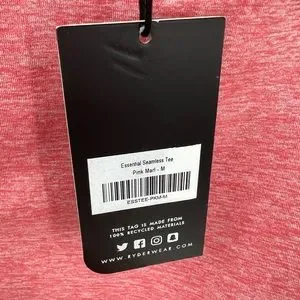 Essential Seamless Tee
Pink Marl - M
ESSTEE-PKM-M
THIS TAG IS MADE FROM
100% RECYCLED MATERIALS
WWW.RYDERWEAR.COM